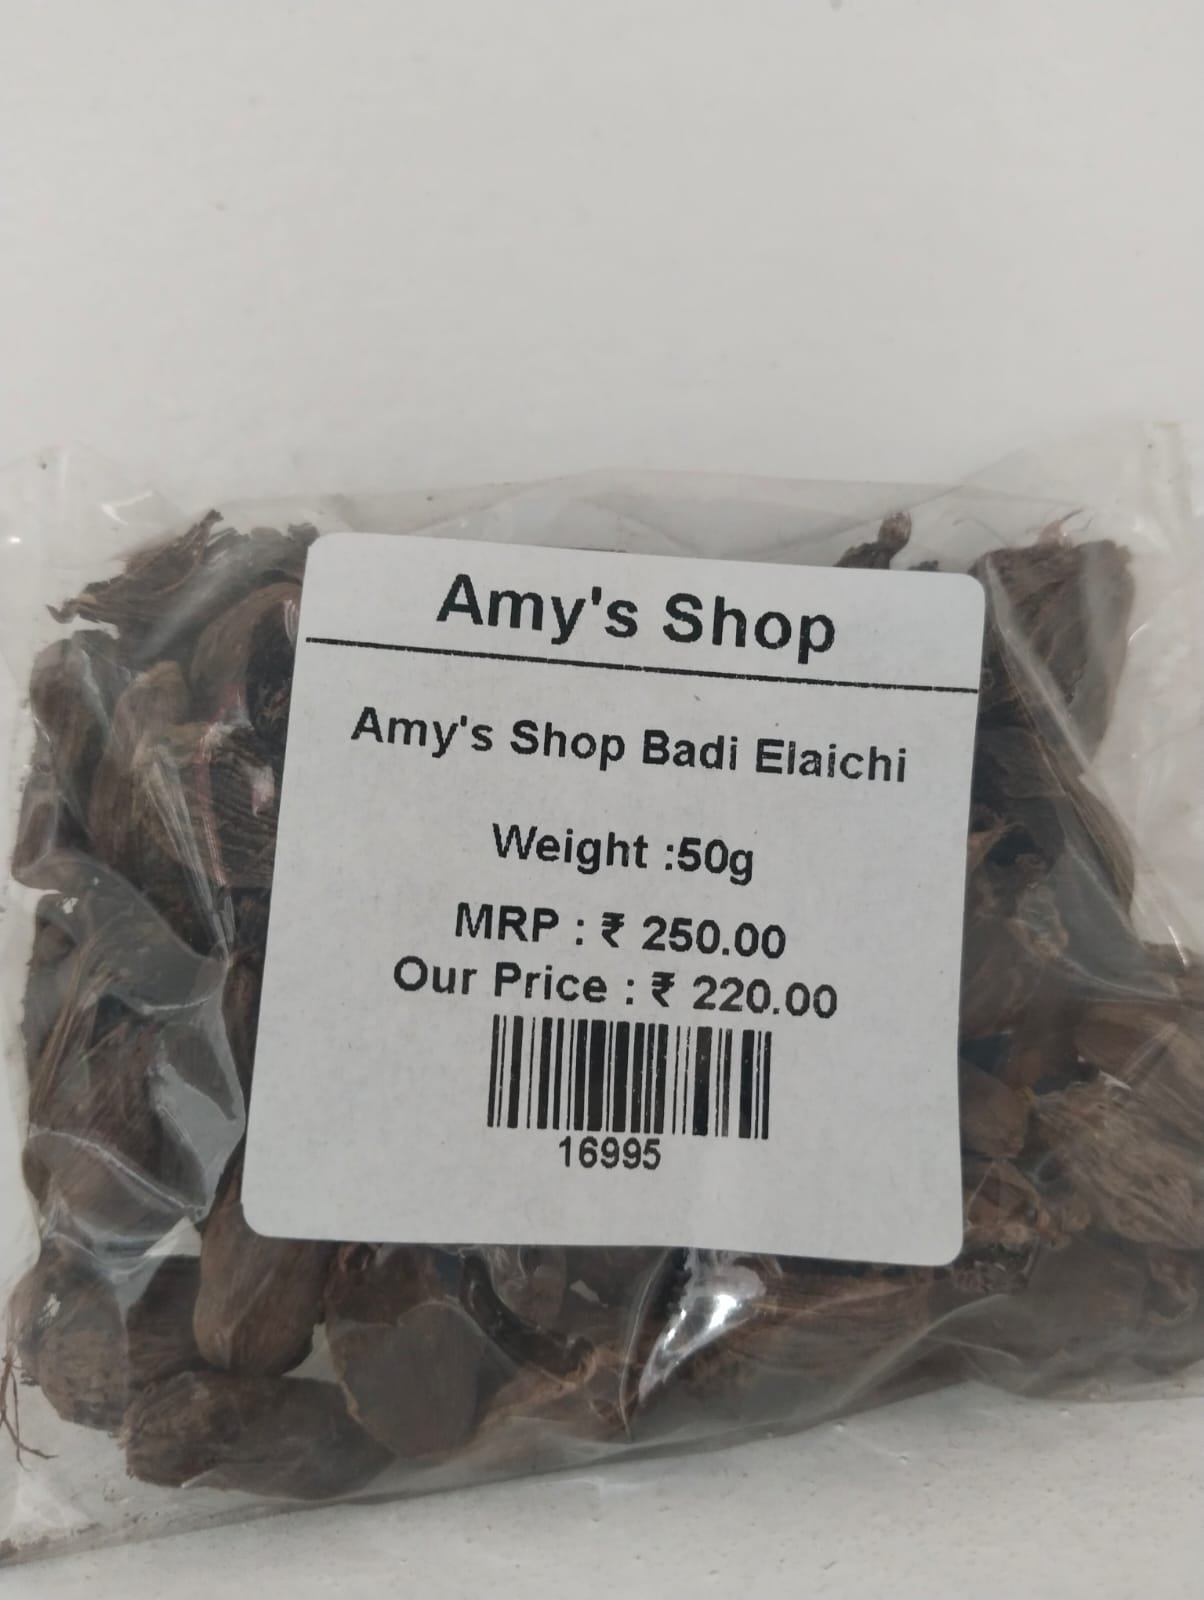 Amy's Shop
Amy's Shop Badi Elaichi
Weight :50g
MRP : ₹ 250.00
Our Price : ₹ 220.00
16995